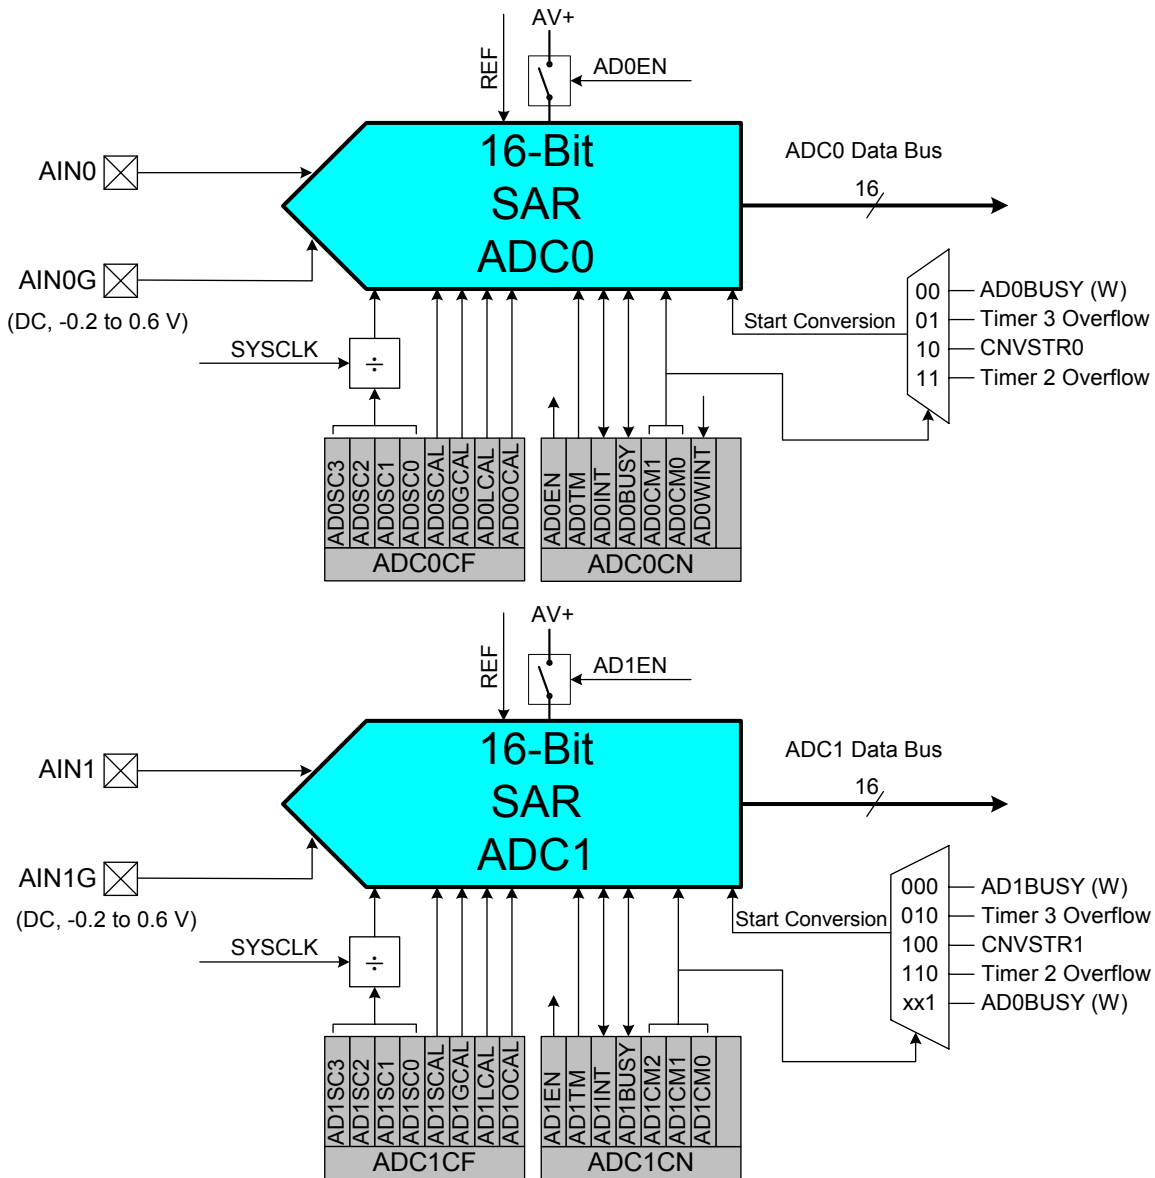 AV+
REF
AD0EN
16-Bit
SAR
ADC0
AIN0
AIN0G
(DC, -0.2 to 0.6 V)
ADC0 Data Bus
16
SYSCLK
÷
Start Conversion
00 AD0BUSY (W)
01 Timer 3 Overflow
10 CNVSTR0
11 Timer 2 Overflow
AD0SC3
AD0SC2
AD0SC1
AD0SC0
AD0SCAL
AD0GCAL
AD0LCAL
AD0OCAL
ADC0CF
AD0EN
AD0TM
AD0INT
AD0BUSY
AD0CM1
AD0CM0
AD0WINT
ADC0CN
AV+
REF
AD1EN
16-Bit
SAR
ADC1
AIN1
AIN1G
(DC, -0.2 to 0.6 V)
ADC1 Data Bus
16
SYSCLK
÷
Start Conversion
000 AD1BUSY (W)
010 Timer 3 Overflow
100 CNVSTR1
110 Timer 2 Overflow
xx1 AD0BUSY (W)
AD1SC3
AD1SC2
AD1SC1
AD1SC0
AD1SCAL
AD1GCAL
AD1LCAL
AD1OCAL
ADC1CF
AD1EN
AD1TM
AD1INT
AD1BUSY
AD1CM2
AD1CM1
AD1CM0
ADC1CN